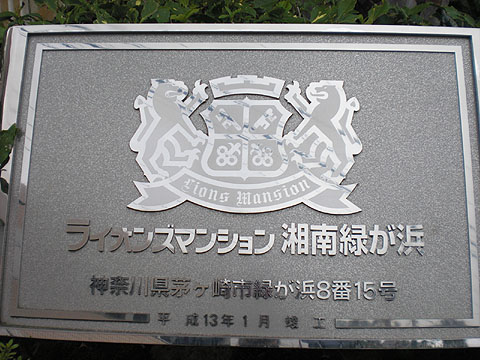 Lions Mansion
ライオンズマンション 湘南緑が浜
神奈川県茅ヶ崎市緑が浜8番15号
平成13年1月 竣工